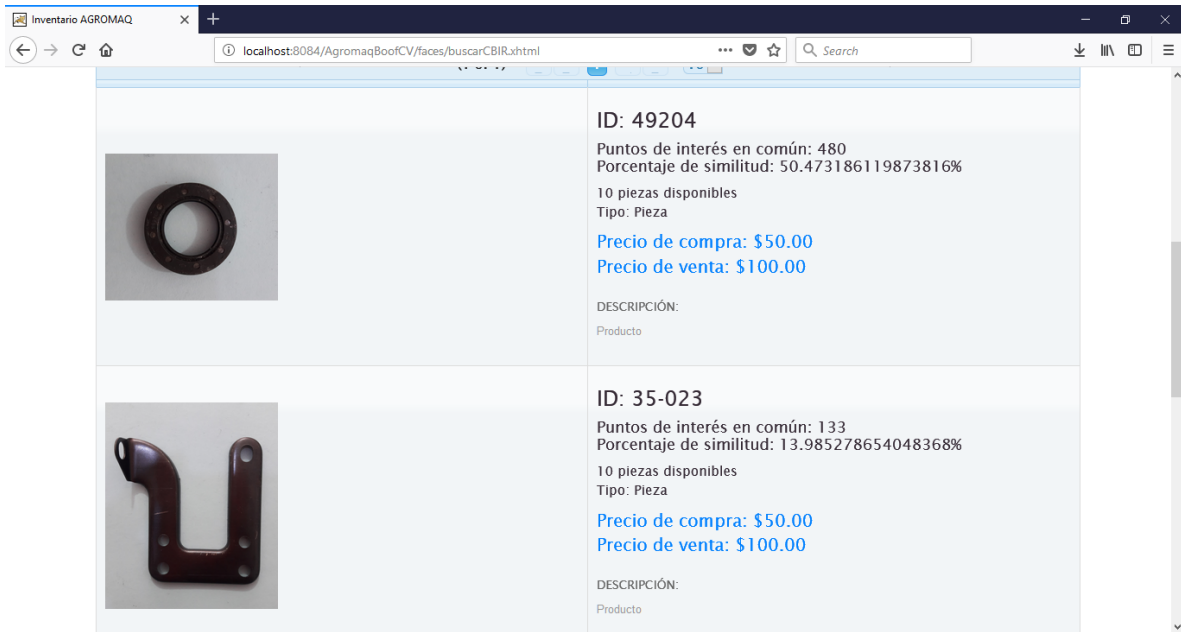 Inventario AGROMAQ
localhost:8084/AgromaqBoofCV/faces/buscarCBIR.xhtml
Search
ID: 49204
Puntos de interés en común: 480
Porcentaje de similitud: 50.473186119873816%
10 piezas disponibles
Tipo: Pieza
Precio de compra: $50.00
Precio de venta: $100.00
DESCRIPCIÓN:
Producto
ID: 35-023
Puntos de interés en común: 133
Porcentaje de similitud: 13.985278654048368%
10 piezas disponibles
Tipo: Pieza
Precio de compra: $50.00
Precio de venta: $100.00
DESCRIPCIÓN:
Producto